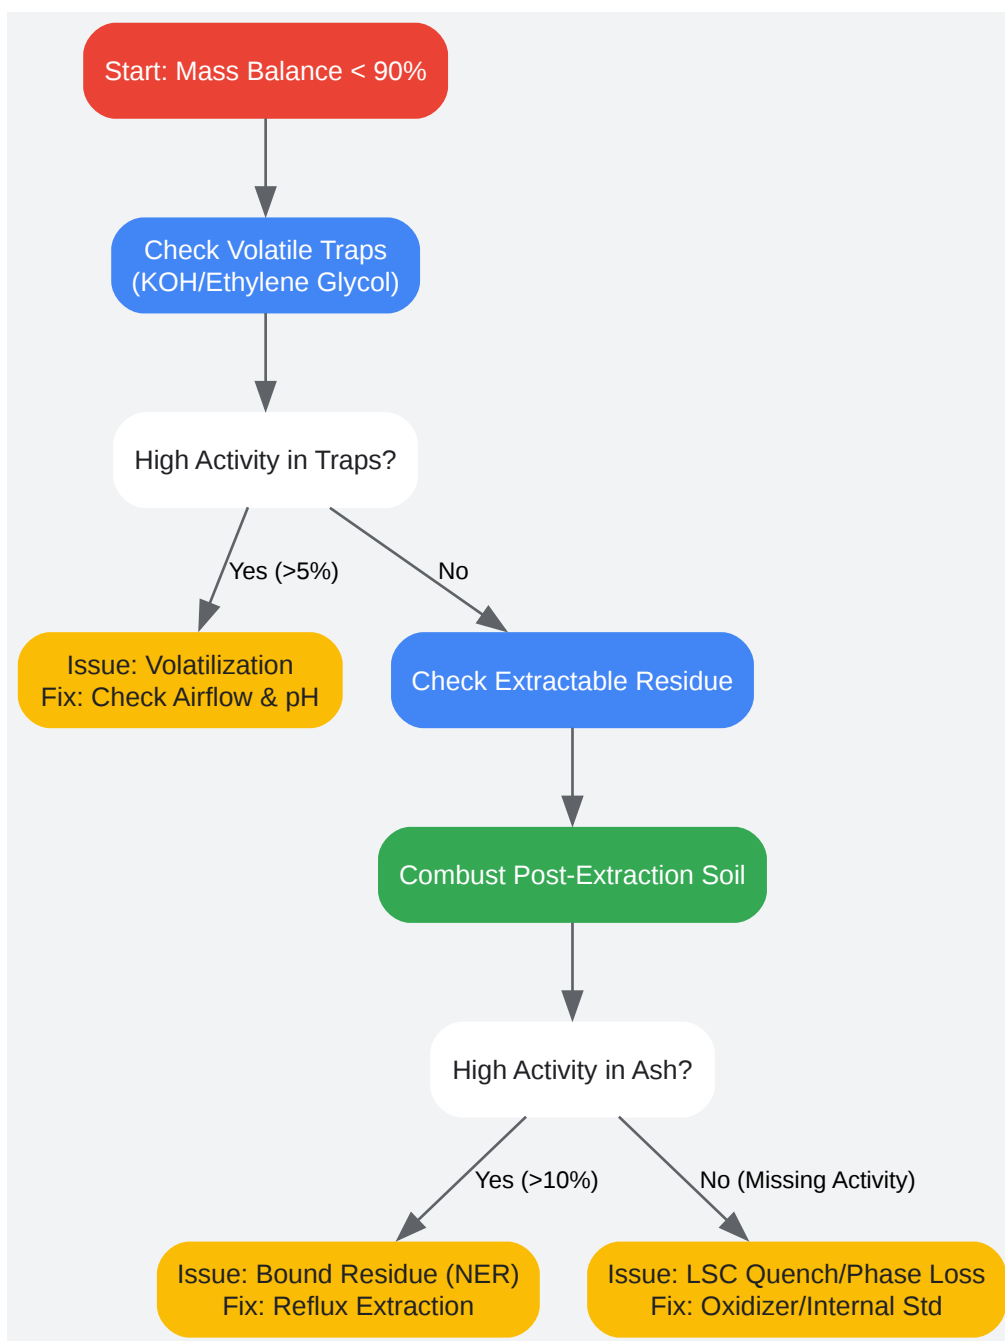 Start: Mass Balance < 90%
Check Volatile Traps
(KOH/Ethylene Glycol)
High Activity in Traps?
Yes (>5%)
No
Issue: Volatilization
Fix: Check Airflow & pH
Check Extractable Residue
Combust Post-Extraction Soil
High Activity in Ash?
Yes (>10%)
No (Missing Activity)
Issue: Bound Residue (NER)
Fix: Reflux Extraction
Issue: LSC Quench/Phase Loss
Fix: Oxidizer/Internal Std